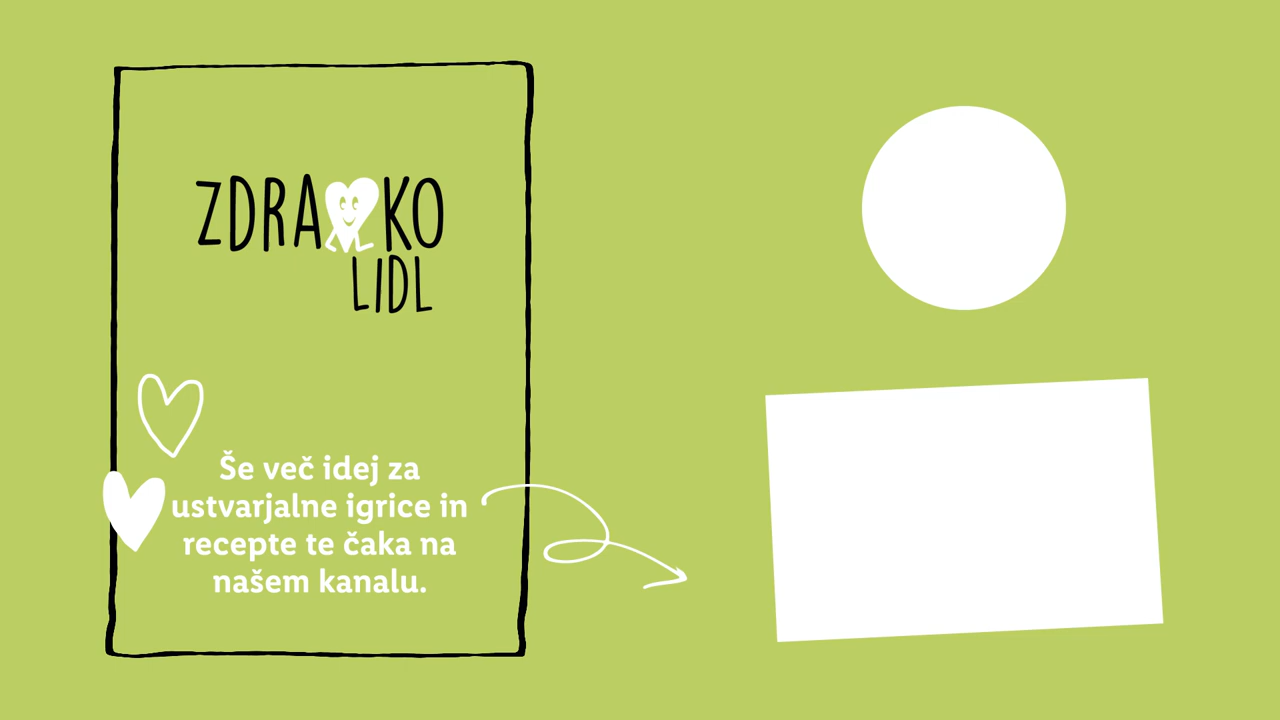 ZDRAVKO
LIDL
Še več idej za
ustvarjalne igrice in
recepte te čaka na
našem kanalu.